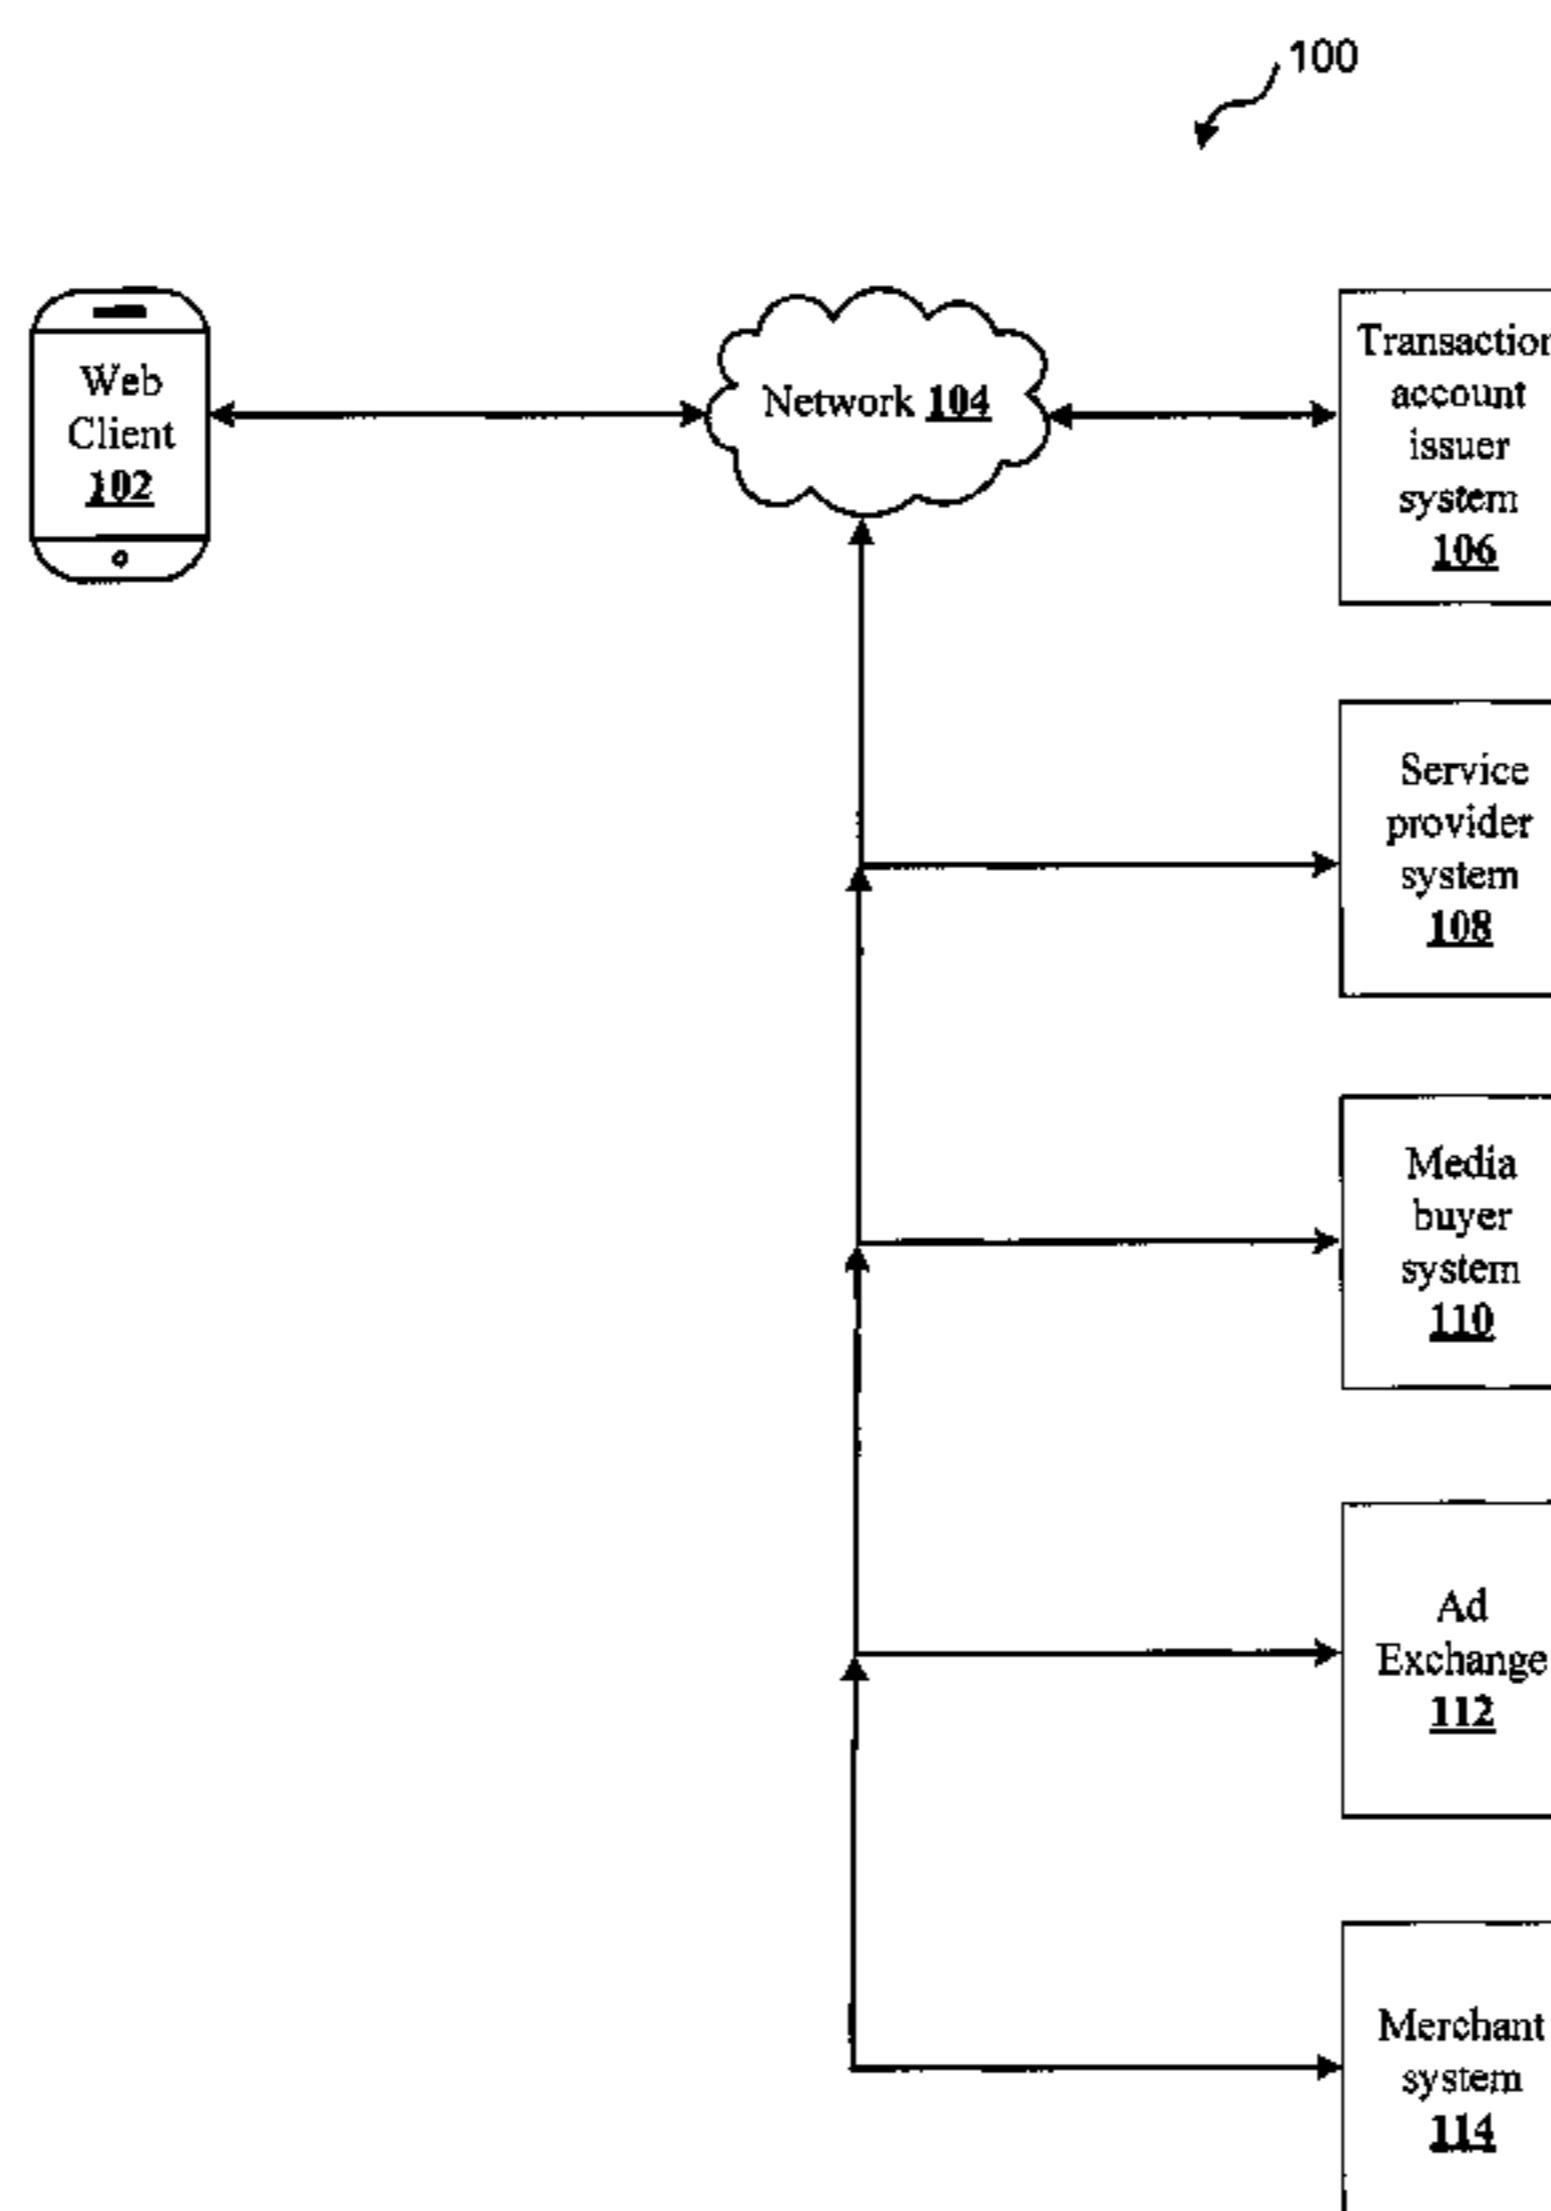 100
Web
Client
102
Network 104
Transaction
account
issuer
system
106
Service
provider
system
108
Media
buyer
system
110
Ad
Exchange
112
Merchant
system
114